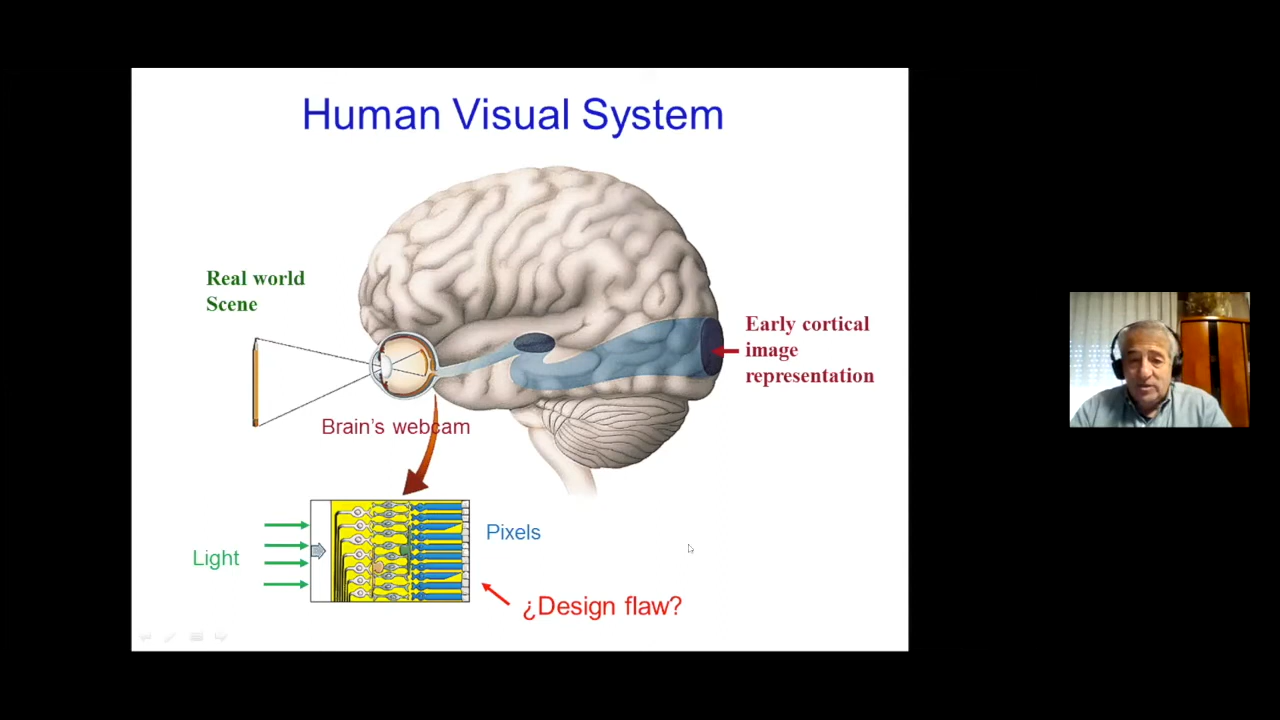 Human Visual System
Real world
Scene
Early cortical
image
representation
Brain's webcam
Pixels
Light
¿Design flaw?